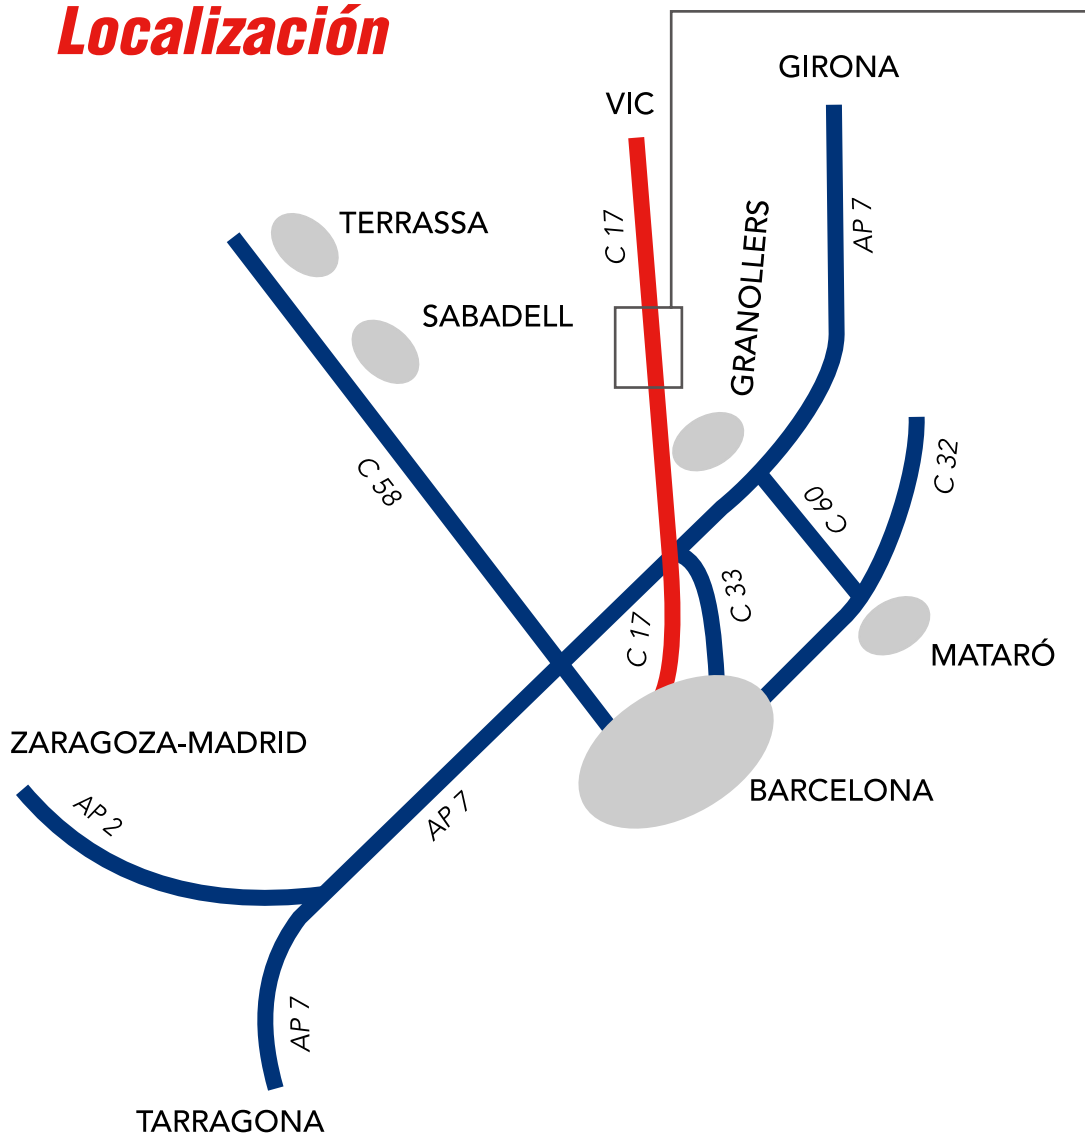 Localización
GIRONA
VIC
TERRASSA
C 17
GRANOLLERS
AP 7
SABADELL
C 58
C 32
C 60
C 33
C 17
MATARÓ
ZARAGOZA-MADRID
BARCELONA
AP 2
AP 7
AP 7
TARRAGONA